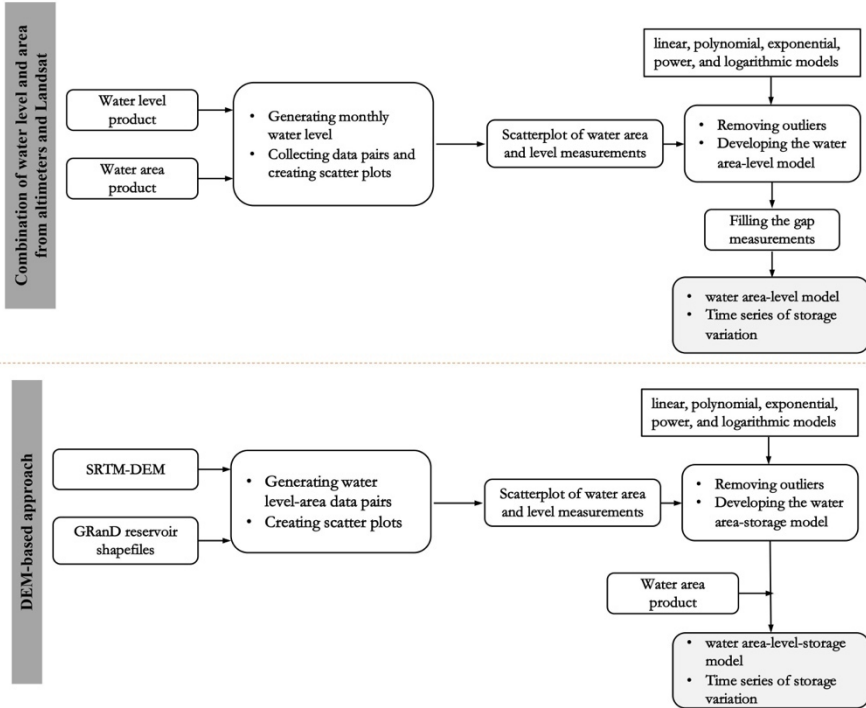 Combination of water level and area
from altimeters and Landsat
Water level
product
Water area
product
• Generating monthly
water level
• Collecting data pairs and
creating scatter plots
Scatterplot of water area
and level measurements
linear, polynomial, exponential,
power, and logarithmic models
• Removing outliers
• Developing the water
area-level model
Filling the gap
measurements
• water area-level model
• Time series of storage
variation
DEM-based approach
SRTM-DEM
GRanD reservoir
shapefiles
• Generating water
level-area data pairs
• Creating scatter plots
Scatterplot of water area
and level measurements
linear, polynomial, exponential,
power, and logarithmic models
• Removing outliers
• Developing the water
area-storage model
Water area
product
• water area-level-storage
model
• Time series of storage
variation